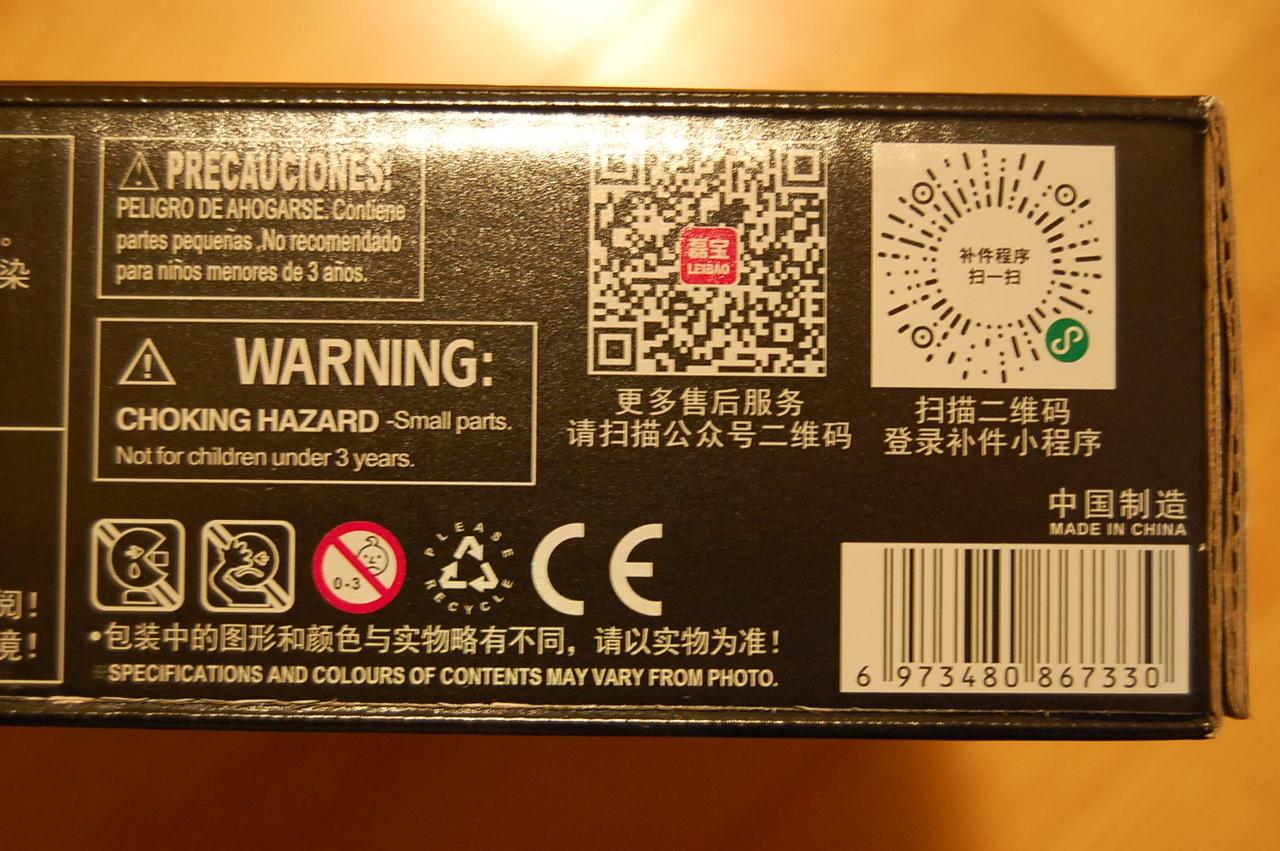 。
染
阅！
境！
PRECAUCIONES:
PELIGRO DE AHOGARSE. Contiene
partes pequeñas .No recomendado
para niños menores de 3 años.
WARNING:
CHOKING HAZARD -Small parts.
Not for children under 3 years.
0-3
PLEASE RECYCLE
CE
•包装中的图形和颜色与实物略有不同，请以实物为准！
※SPECIFICATIONS AND COLOURS OF CONTENTS MAY VARY FROM PHOTO.
磊宝
LEIBAO
更多售后服务
请扫描公众号二维码
补件程序
扫一扫
扫描二维码
登录补件小程序
中国制造
MADE IN CHINA
6 973480 867330